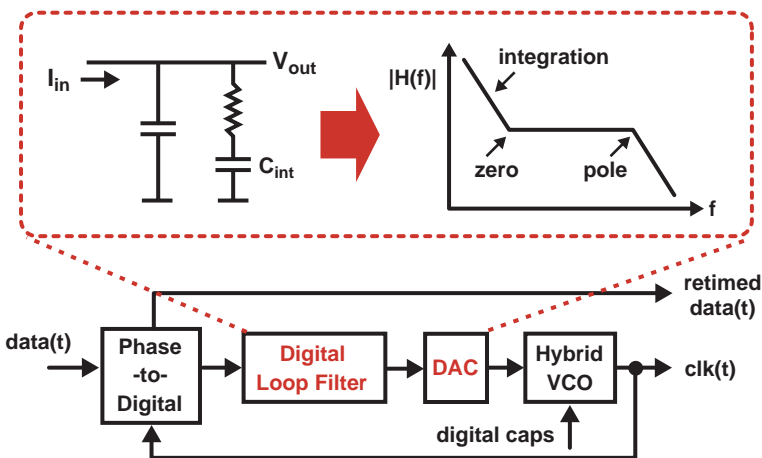 I_in
V_out
C_int
|H(f)|
integration
zero
pole
f
retimed
data(t)
data(t)
Phase
-to-
Digital
Digital
Loop Filter
DAC
Hybrid
VCO
clk(t)
digital caps